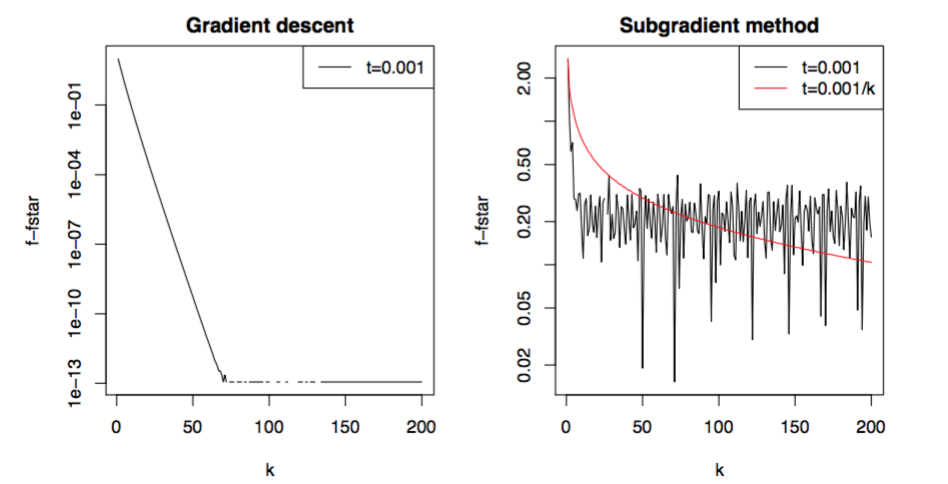 Gradient descent
t=0.001
1e−01
1e−04
1e−07
1e−10
1e−13
f−fstar
0 50 100 150 200
k
Subgradient method
t=0.001
t=0.001/k
2.00
0.50
0.20
0.05
0.02
f−fstar
0 50 100 150 200
k